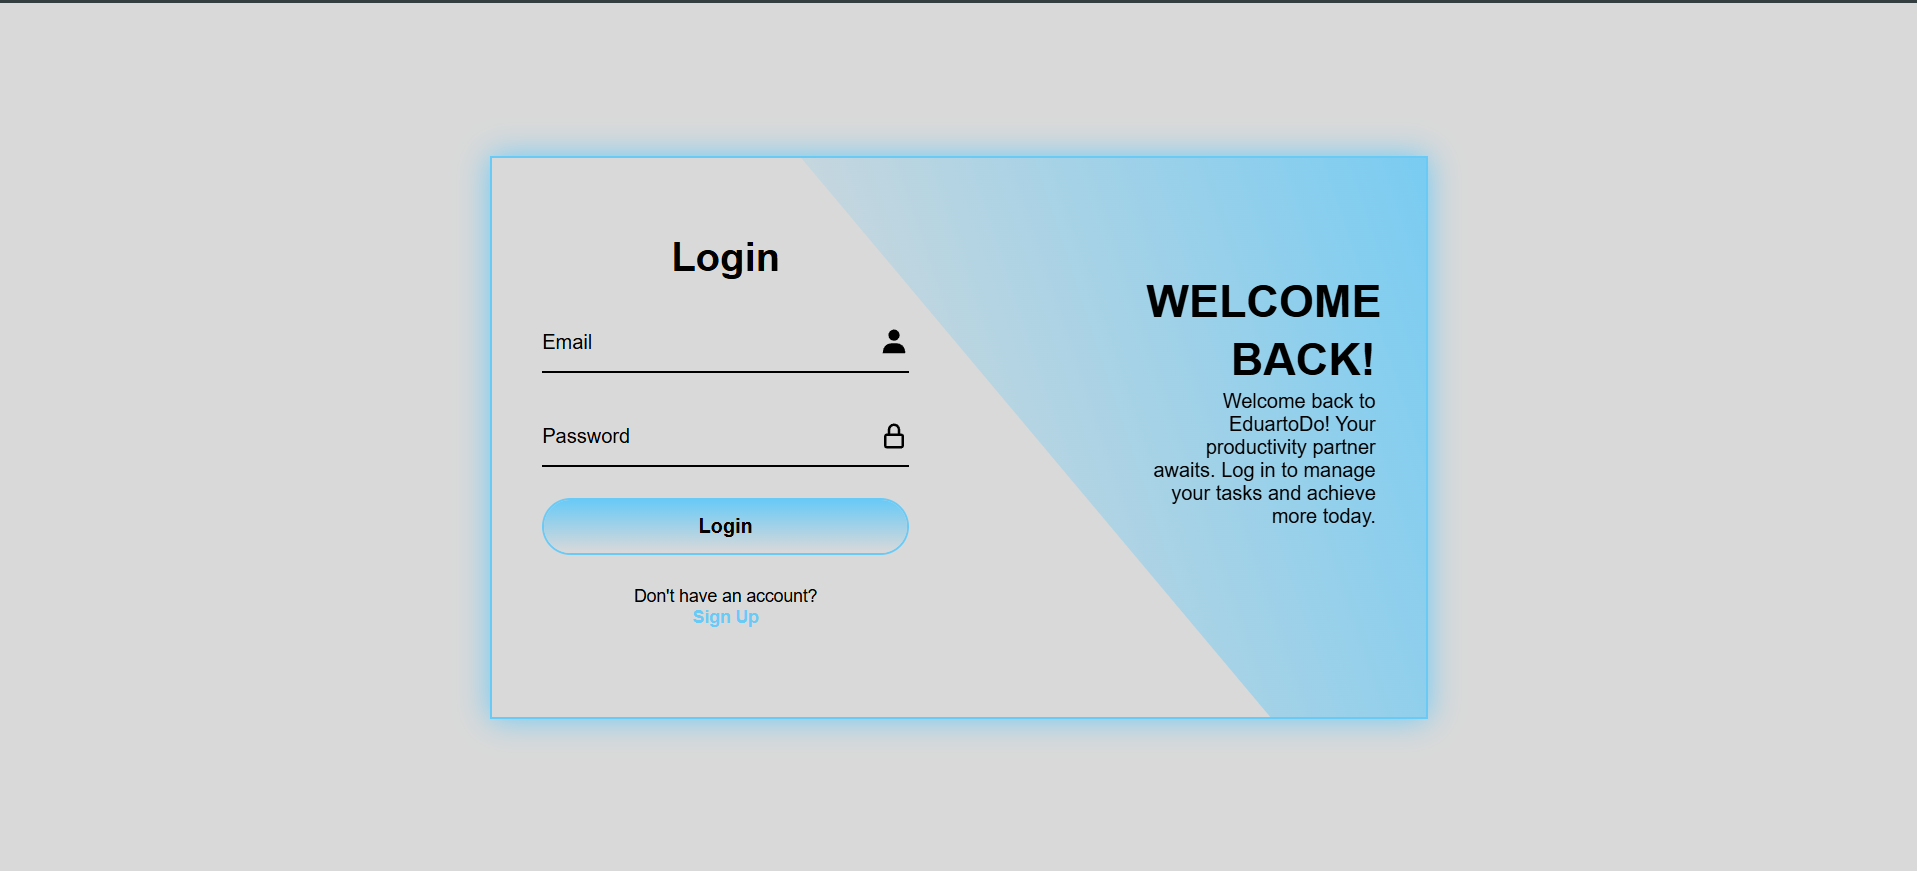 Login
Email
Password
Login
Don't have an account?
Sign Up
WELCOME
BACK!
Welcome back to
EduartoDo! Your
productivity partner
awaits. Log in to manage
your tasks and achieve
more today.